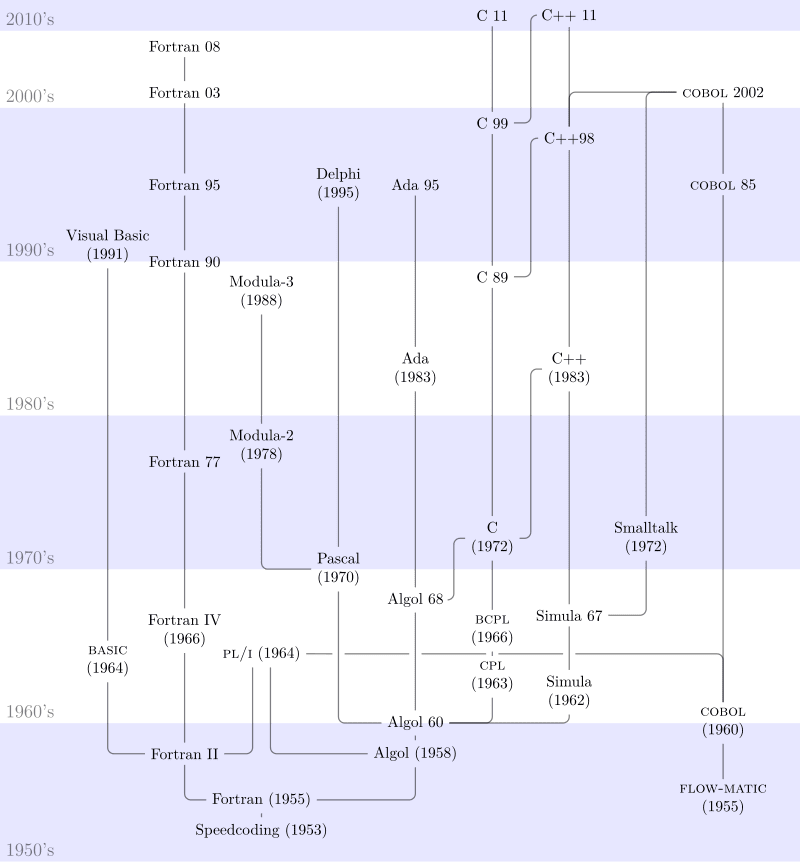 2010's
C 11
C++ 11
Fortran 08
2000's
Fortran 03
COBOL 2002
C 99
C++98
Delphi
(1995)
Fortran 95
Ada 95
COBOL 85
Visual Basic
(1991)
1990's
Fortran 90
C 89
Modula-3
(1988)
Ada
(1983)
C++
(1983)
1980's
Modula-2
(1978)
Fortran 77
C
(1972)
Smalltalk
(1972)
1970's
Pascal
(1970)
Algol 68
Simula 67
Fortran IV
(1966)
BCPL
(1966)
BASIC
(1964)
PL/I (1964)
CPL
(1963)
Simula
(1962)
1960's
Algol 60
COBOL
(1960)
Fortran II
Algol (1958)
FLOW-MATIC
(1955)
Fortran (1955)
Speedcoding (1953)
1950's